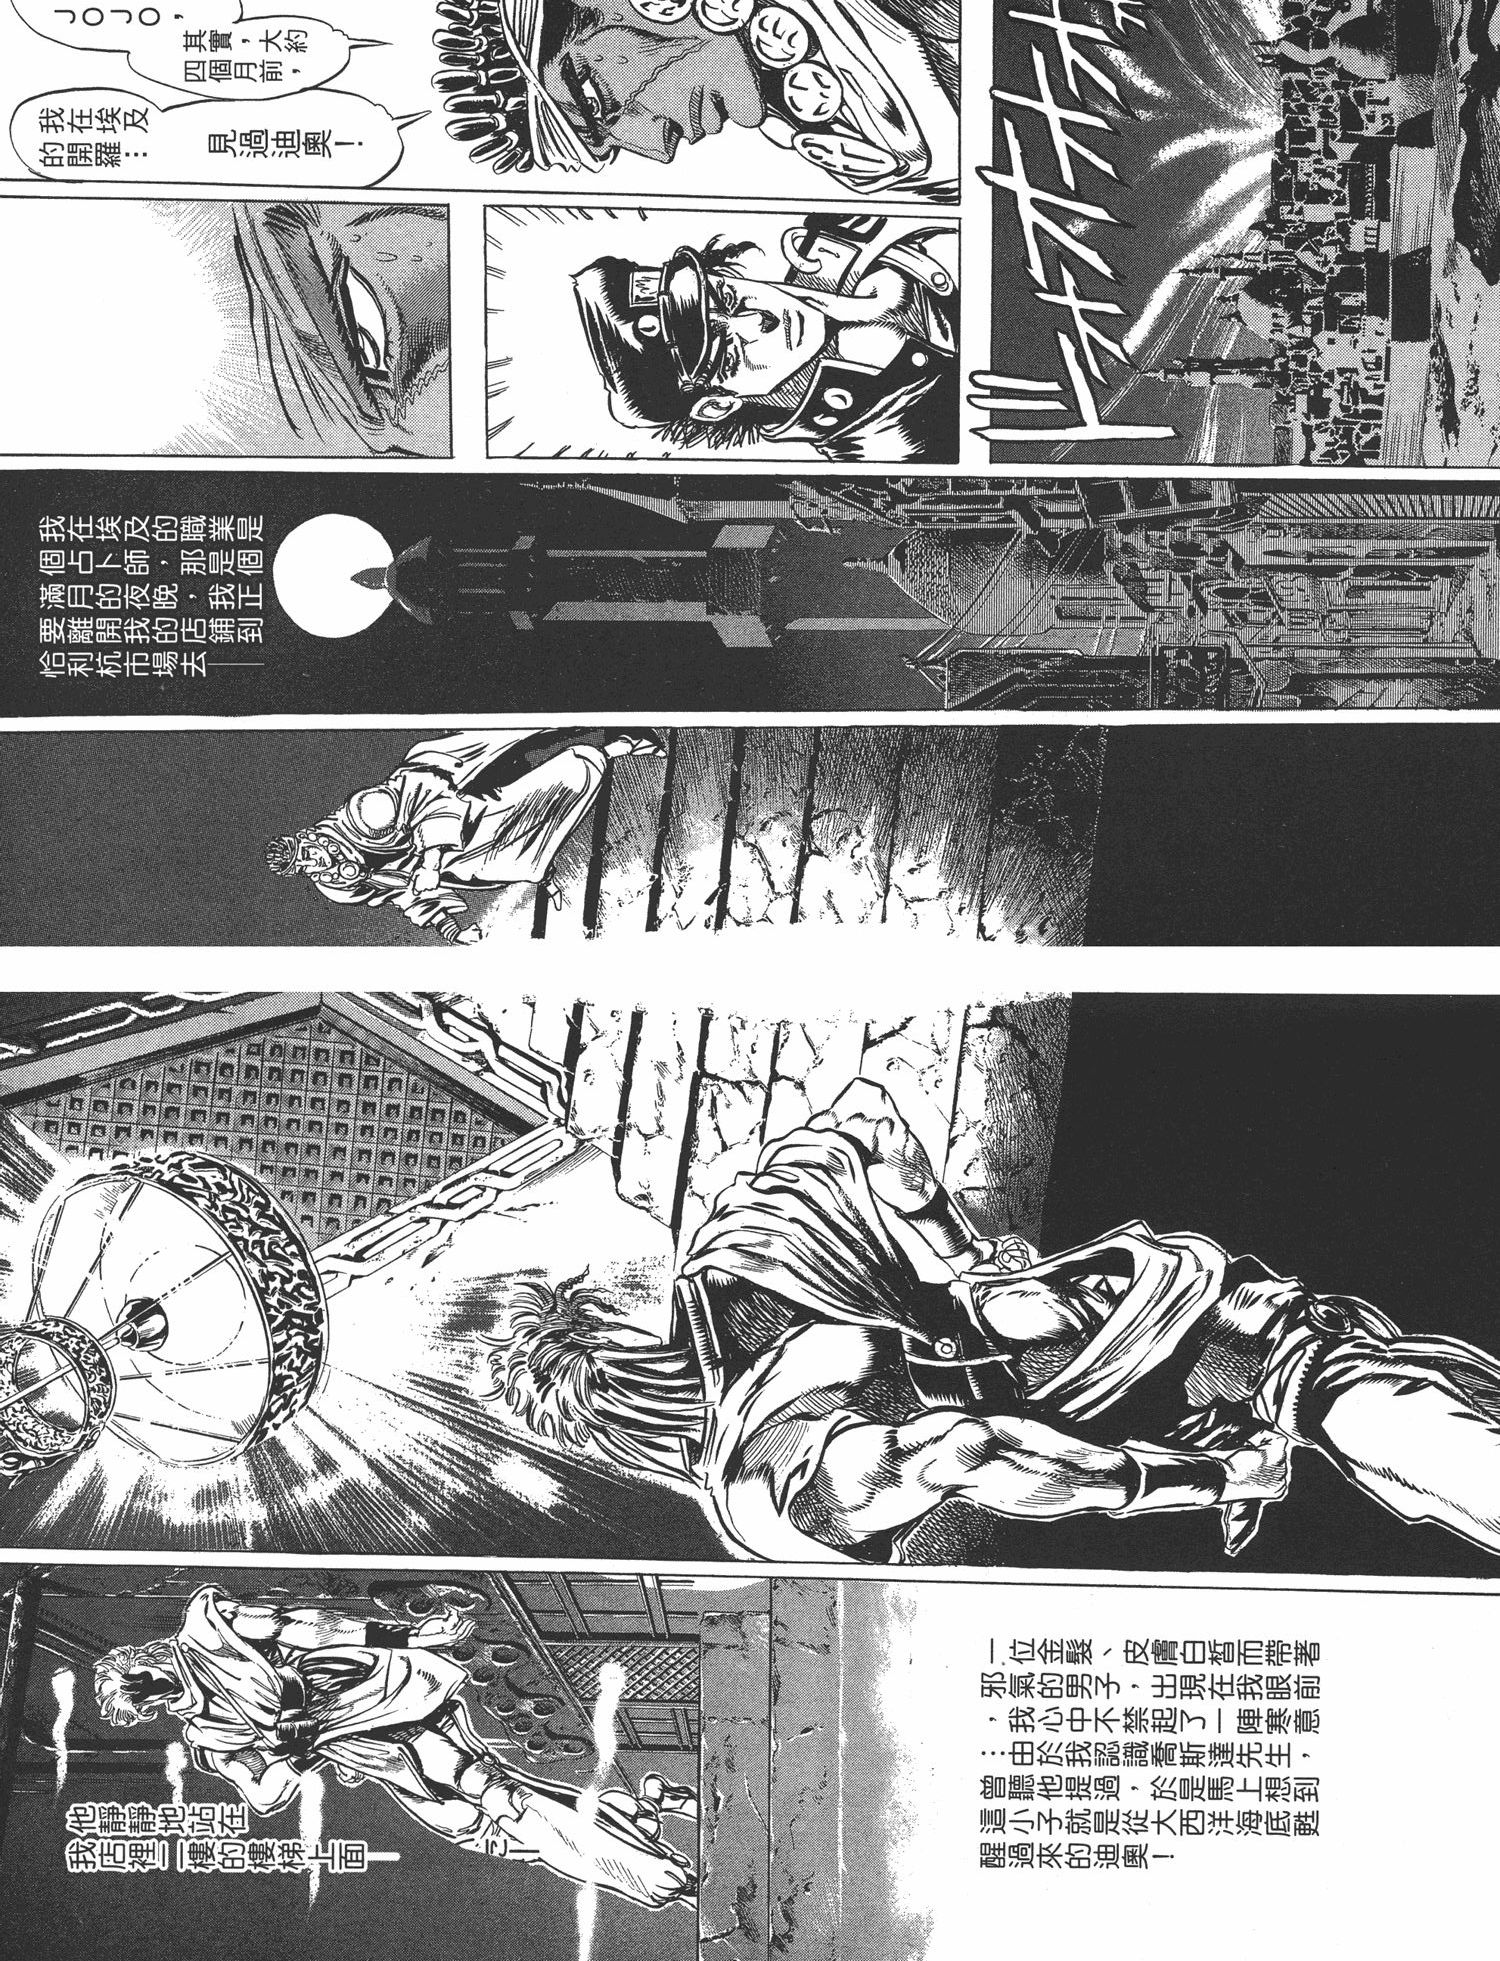 JOJO，
其實，大約
四個月前，
我在埃及
的開羅…
見過迪奧！
我在埃及的職業是
個占卜師，那是個
滿月的夜晚，我正
要離開我的店鋪到
恰利杭市場去——
他靜靜地站在
我店裡二樓的樓梯上面——
一位金髮、皮膚白皙而帶著
邪氣的男子，出現在我眼前
，我心中不禁起了一陣寒意
…由於我認識喬斯達先生，
曾聽他提過，於是馬上想到
這小子就是從大西洋海底甦
醒過來的迪奧！